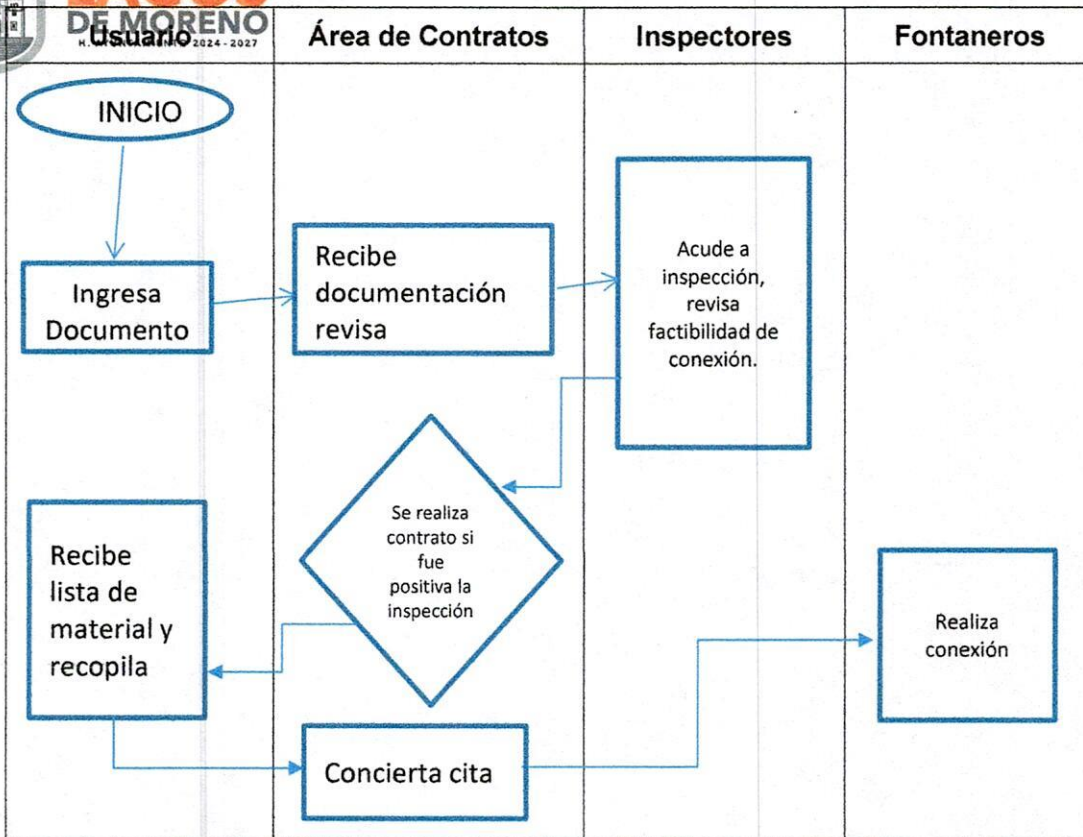 DE MORENO
H. AYUNTAMIENTO 2024 - 2027
Usuario
Área de Contratos
Inspectores
Fontaneros
INICIO
Ingresa
Documento
Recibe
documentación
revisa
Acude a
inspección,
revisa
factibilidad de
conexión.
Se realiza
contrato si
fue
positiva la
inspección
Recibe
lista de
material y
recopila
Realiza
conexión
Concierta cita